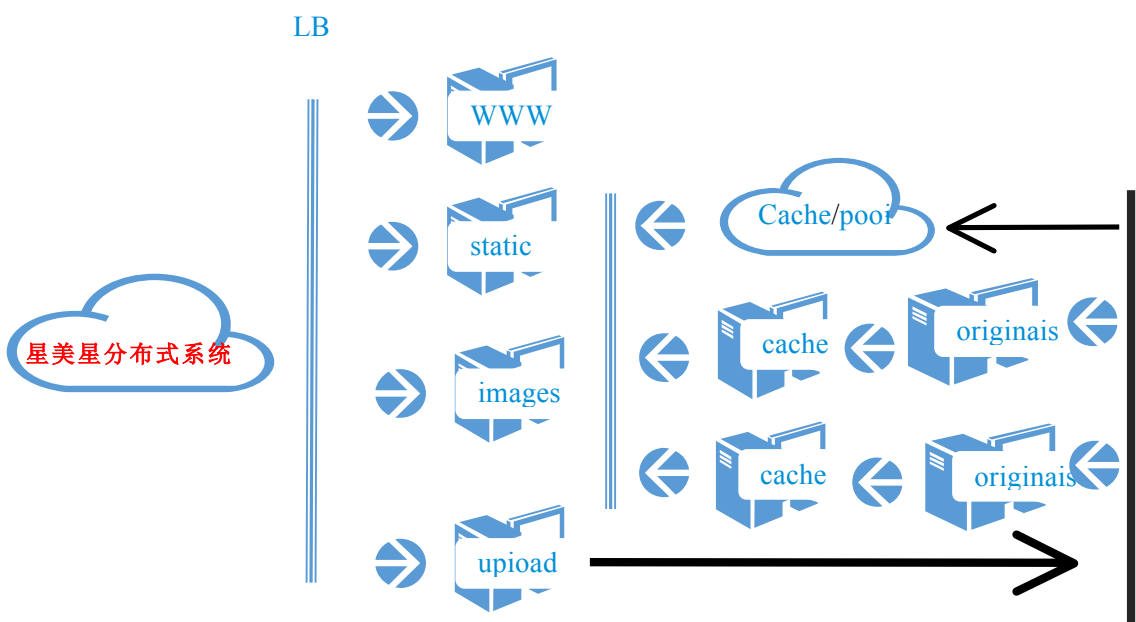 LB
WWW
static
images
upioad
星美星分布式系统
Cache/pooi
cache
originais
cache
originais